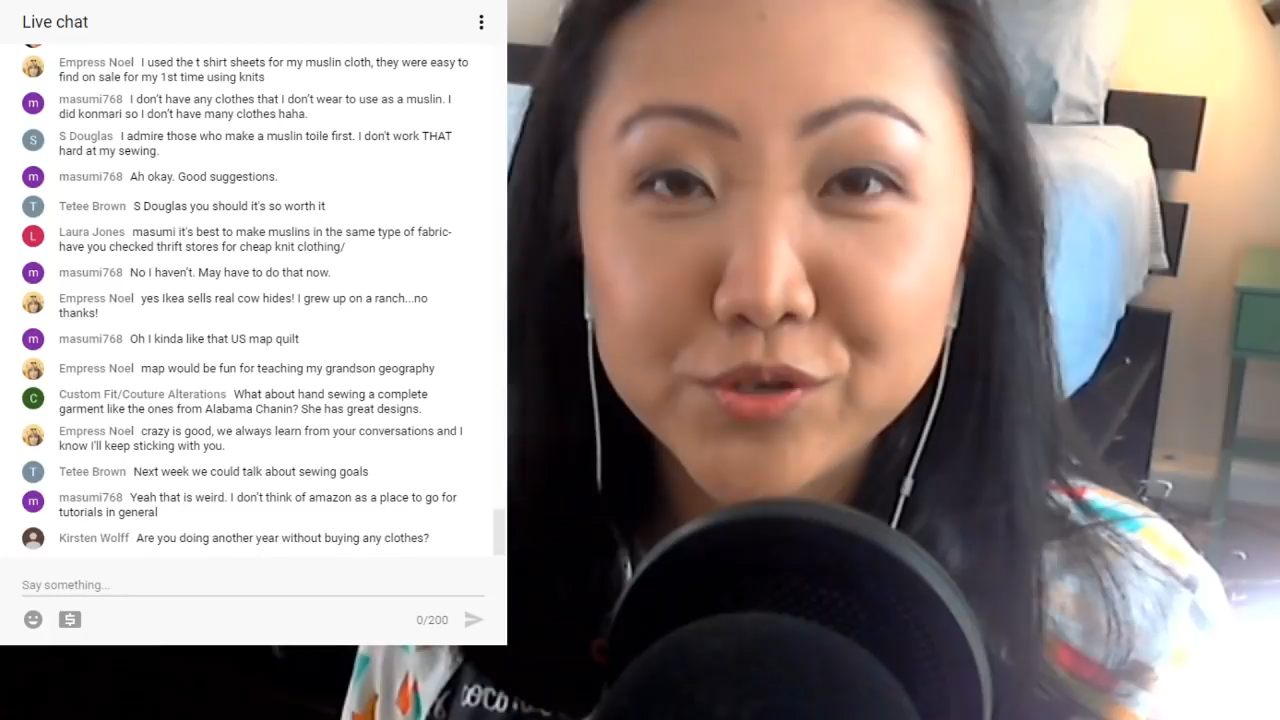 Live chat
Empress Noel I used the t shirt sheets for my muslin cloth, they were easy to
find on sale for my 1st time using knits
m masumi768 I don't have any clothes that I don't wear to use as a muslin. I
did konmari so I don't have many clothes haha.
S S Douglas I admire those who make a muslin toile first. I don't work THAT
hard at my sewing.
m masumi768 Ah okay. Good suggestions.
T Tetee Brown S Douglas you should it's so worth it
L Laura Jones masumi it's best to make muslins in the same type of fabric-
have you checked thrift stores for cheap knit clothing/
m masumi768 No I haven't. May have to do that now.
Empress Noel yes Ikea sells real cow hides! I grew up on a ranch...no
thanks!
m masumi768 Oh I kinda like that US map quilt
Empress Noel map would be fun for teaching my grandson geography
C Custom Fit/Couture Alterations What about hand sewing a complete
garment like the ones from Alabama Chanin? She has great designs.
Empress Noel crazy is good, we always learn from your conversations and I
know I'll keep sticking with you.
T Tetee Brown Next week we could talk about sewing goals
m masumi768 Yeah that is weird. I don't think of amazon as a place to go for
tutorials in general
Kirsten Wolff Are you doing another year without buying any clothes?
Say something...
0/200